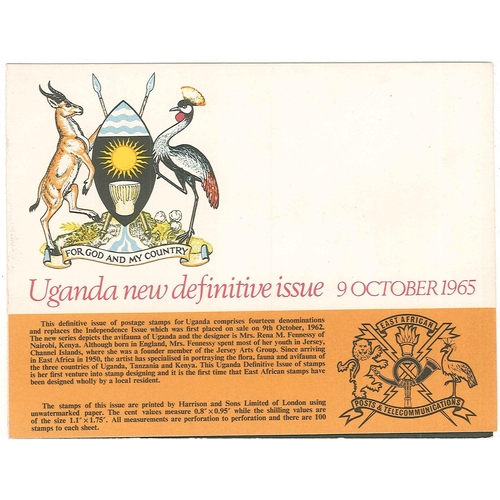 FOR GOD AND MY COUNTRY
Uganda new definitive issue 9 OCTOBER 1965
This definitive issue of postage stamps for Uganda comprises fourteen denominations
and replaces the Independence Issue which was first placed on sale on 9th October, 1962.
The new series depicts the avifauna of Uganda and the designer is Mrs. Rena M. Fennessy of
Nairobi, Kenya. Although born in England, Mrs. Fennessy spent most of her youth in Jersey,
Channel Islands, where she was a founder member of the Jersey Arts Group. Since arriving
in East Africa in 1950, the artist has specialised in portraying the flora, fauna and avifauna of
the three countries of Uganda, Tanzania and Kenya. This Uganda Definitive Issue of stamps
is her first venture into stamp designing and it is the first time that East African stamps have
been designed wholly by a local resident.
The stamps of this issue are printed by Harrison and Sons Limited of London using
unwatermarked paper. The cent values measure 0.8" × 0.95" while the shilling values are
of the size 1.1" × 1.75". All measurements are perforation to perforation and there are 100
stamps to each sheet.
EAST AFRICAN
POSTS & TELECOMMUNICATIONS